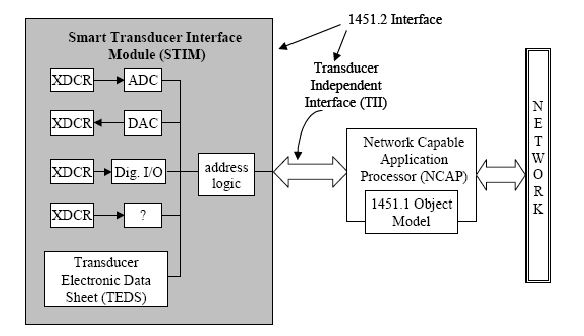 1451.2 Interface
Smart Transducer Interface
Module (STIM)
XDCR
ADC
XDCR
DAC
XDCR
Dig. I/O
XDCR
?
Transducer
Electronic Data
Sheet (TEDS)
address
logic
Transducer
Independent
Interface (TII)
Network Capable
Application
Processor (NCAP)
1451.1 Object
Model
N
E
T
W
O
R
K